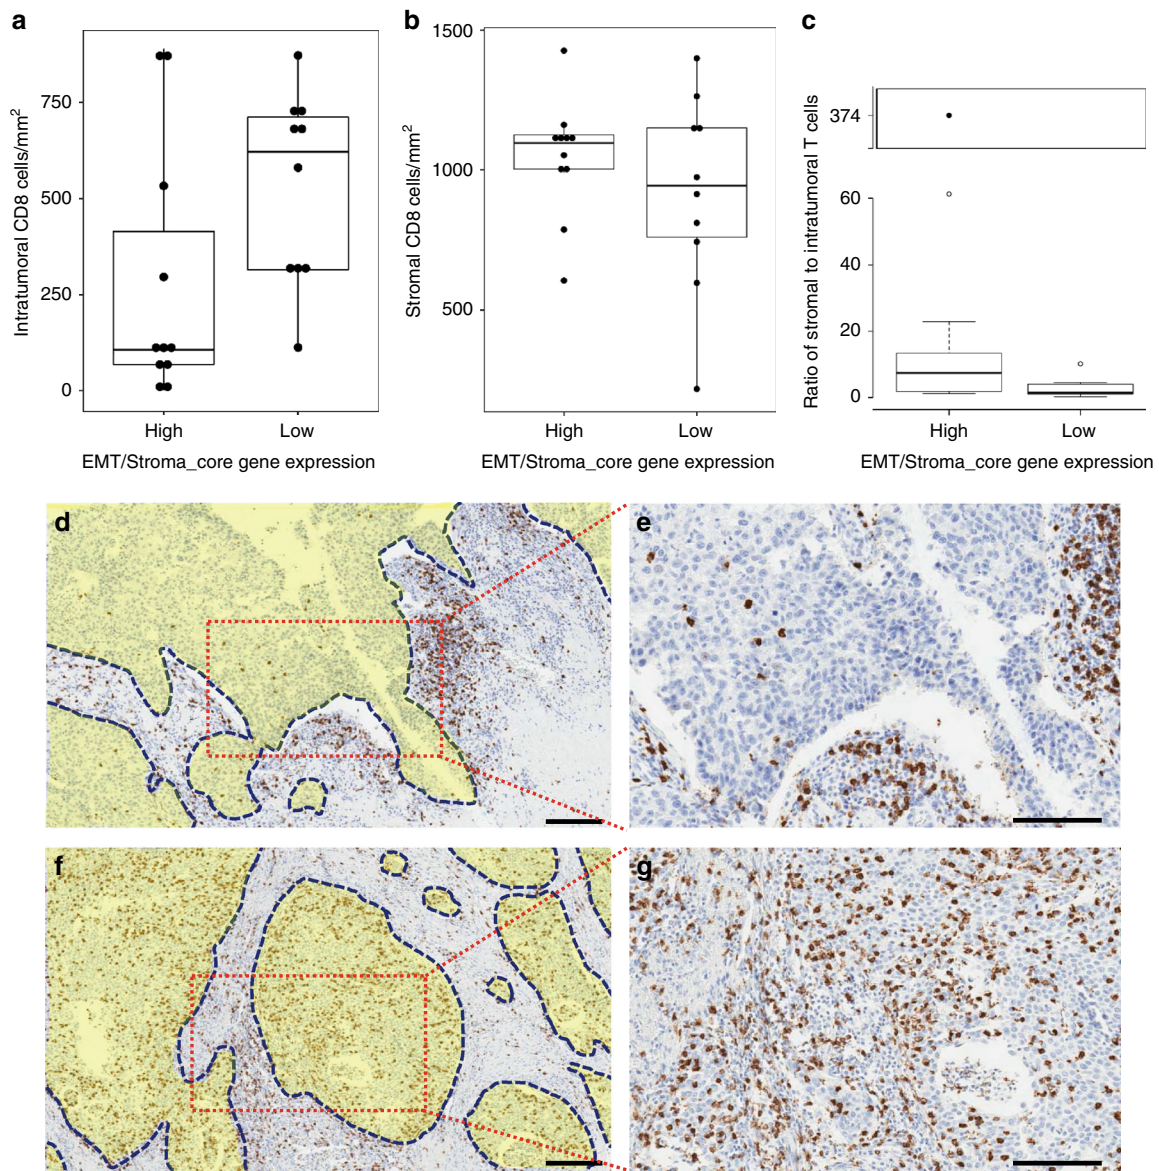 a
Intratumoral CD8 cells/mm²
750
500
250
0
High
Low
EMT/Stroma_core gene expression
b
Stromal CD8 cells/mm²
1500
1000
500
High
Low
EMT/Stroma_core gene expression
c
Ratio of stromal to intratumoral T cells
374
60
40
20
0
High
Low
EMT/Stroma_core gene expression
d
e
f
g